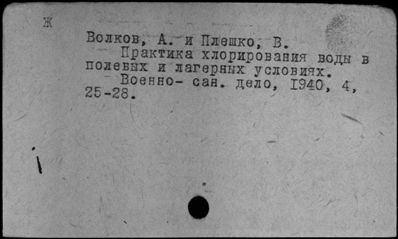 Ж
Волков, А. и Плешко, В.
Практика хлорирования воды в
полевых и лагерных условиях.
Военно- сан. дело, 1940, 4,
25-28.